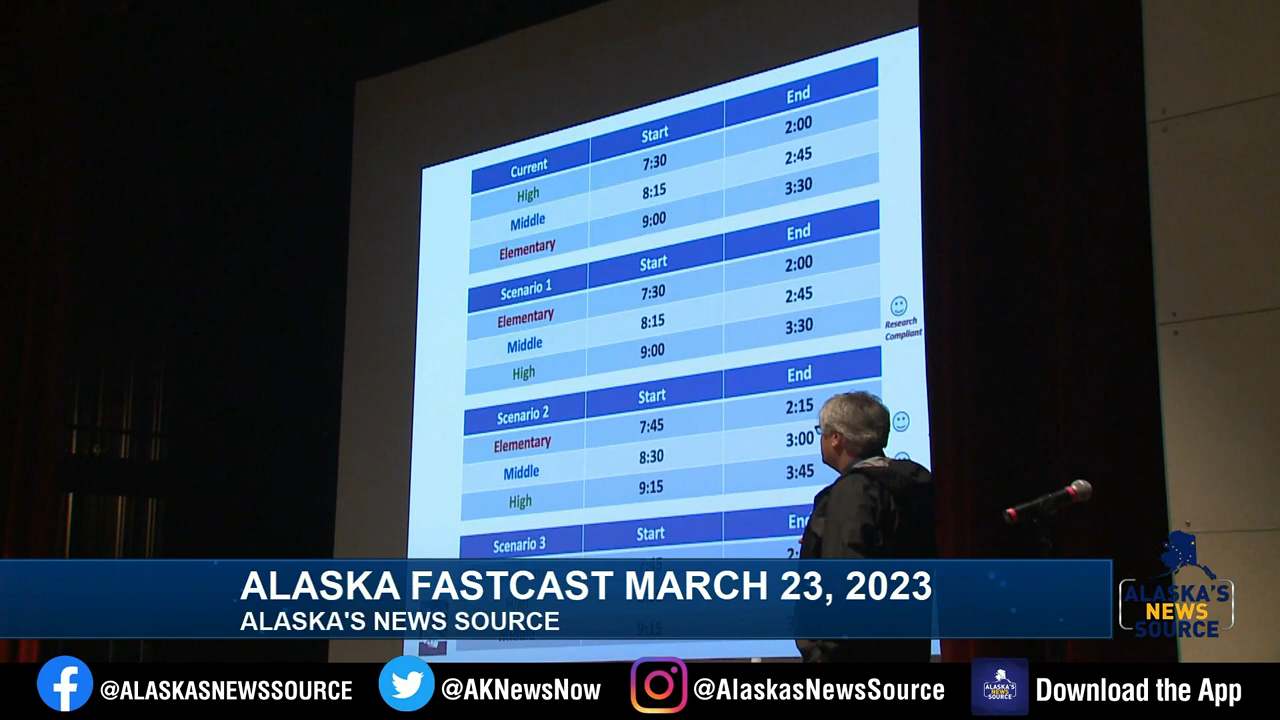 Current Start End
High 7:30 2:00
Middle 8:15 2:45
Elementary 9:00 3:30
Scenario 1 Start End
Elementary 7:30 2:00
Middle 8:15 2:45
High 9:00 3:30
Research
Compliant
Scenario 2 Start End
Elementary 7:45 2:15
Middle 8:30 3:00
High 9:15 3:45
Scenario 3 Start
9:15
ALASKA FASTCAST MARCH 23, 2023
ALASKA'S NEWS SOURCE
ALASKA'S
NEWS
SOURCE
@ALASKASNEWSSOURCE @AKNewsNow @AlaskasNewsSource ALASKA'S NEWS SOURCE Download the App